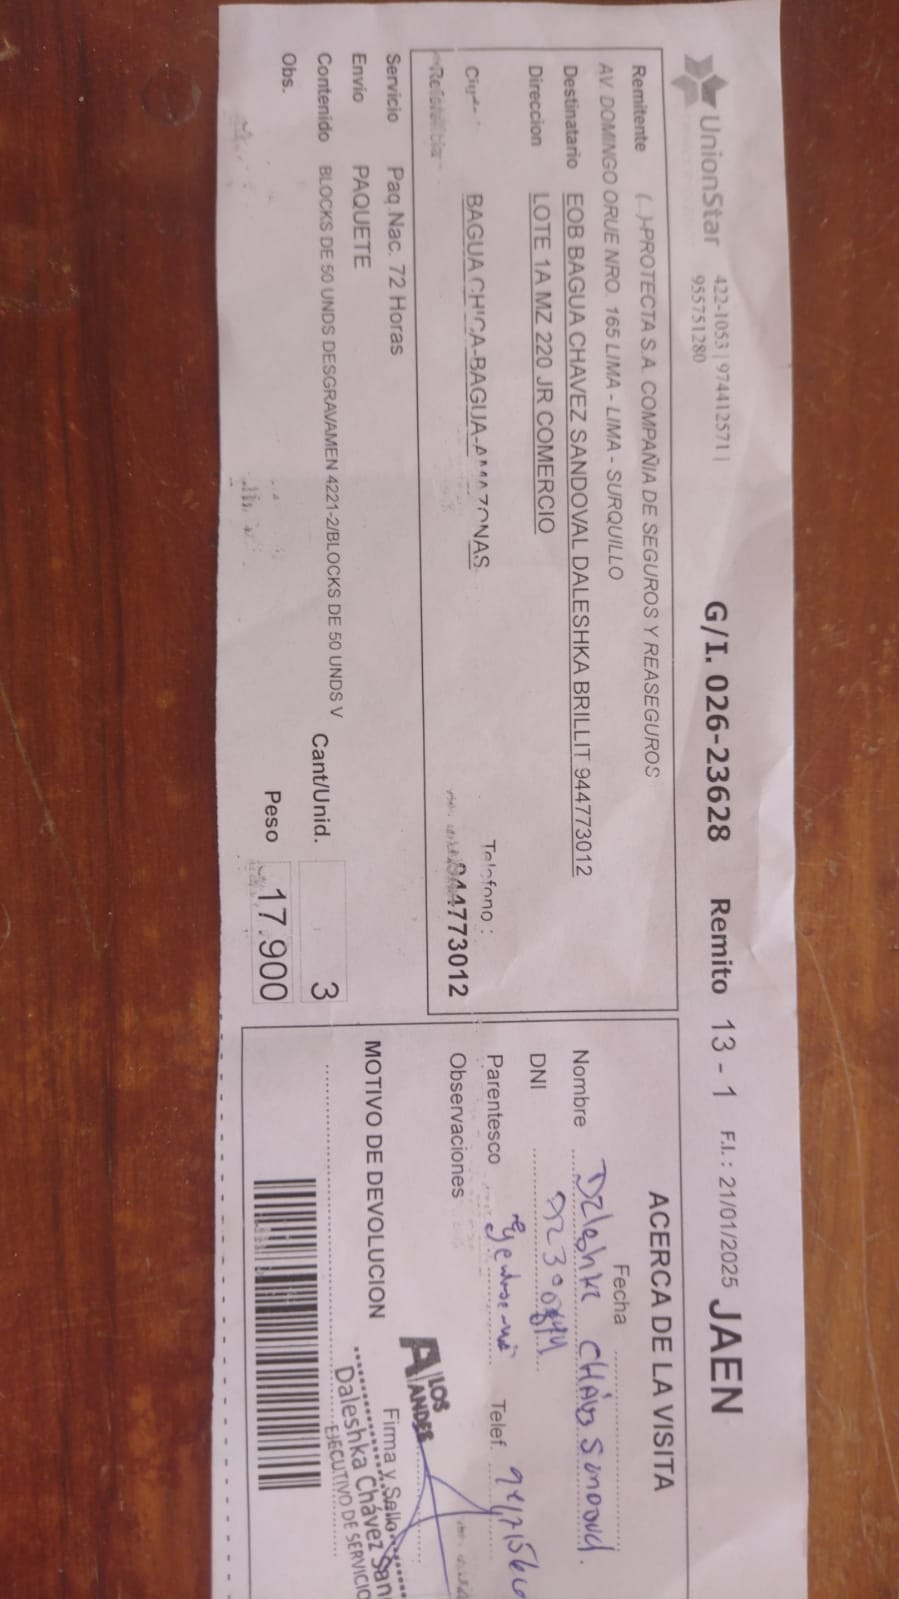 UnionStar 422-1053 | 974412571 |
955751280
G/I. 026-23628 Remito 13 - 1 F.I. : 21/01/2025 JAEN
Remitente (...)-PROTECTA S.A. COMPAÑIA DE SEGUROS Y REASEGUROS
AV. DOMINGO ORUE NRO. 165 LIMA - LIMA - SURQUILLO
Destinatario EOB BAGUA CHAVEZ SANDOVAL DALESHKA BRILLIT 944773012
Direccion LOTE 1A MZ 220 JR COMERCIO
BAGUA CHICA-BAGUA-AMAZONAS
Telefono :
944773012
Servicio Paq.Nac. 72 Horas
Envio PAQUETE
Contenido BLOCKS DE 50 UNDS DESGRAVAMEN 4221-2/BLOCKS DE 50 UNDS V
Cant/Unid. 3
Obs.
Peso 17.900
ACERCA DE LA VISITA
Fecha
Nombre Daleshka
DNI
Parentesco
Telef.
Observaciones
LOS
ANDES
MOTIVO DE DEVOLUCION
Firma y Sello
Daleshka Chávez San
EJECUTIVO DE SERVICIO